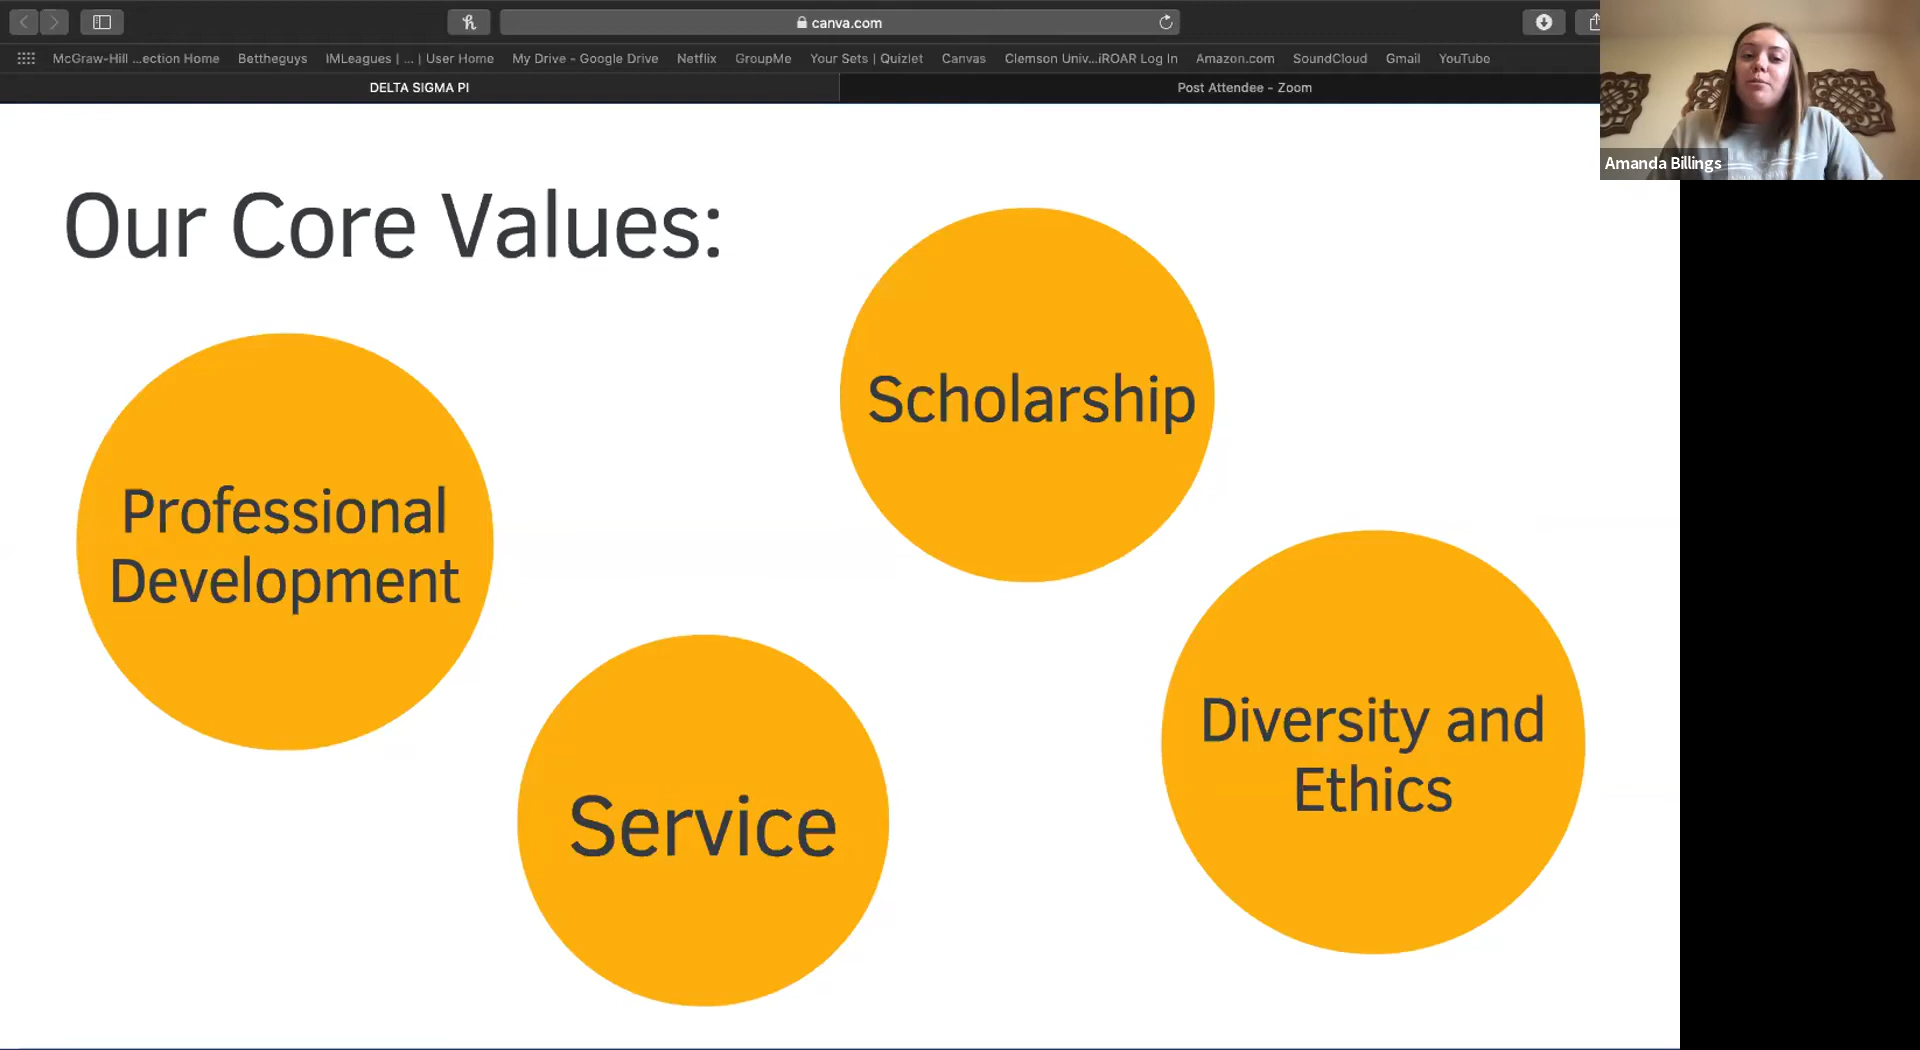 canva.com
McGraw-Hill ...ection Home
Bettheguys
IMLeagues | ... | User Home
My Drive - Google Drive
Netflix
GroupMe
Your Sets | Quizlet
Canvas
Clemson Univ...iROAR Log In
Amazon.com
SoundCloud
Gmail
YouTube
DELTA SIGMA PI
Post Attendee - Zoom
Amanda Billings
Our Core Values:
Scholarship
Professional
Development
Diversity and
Ethics
Service